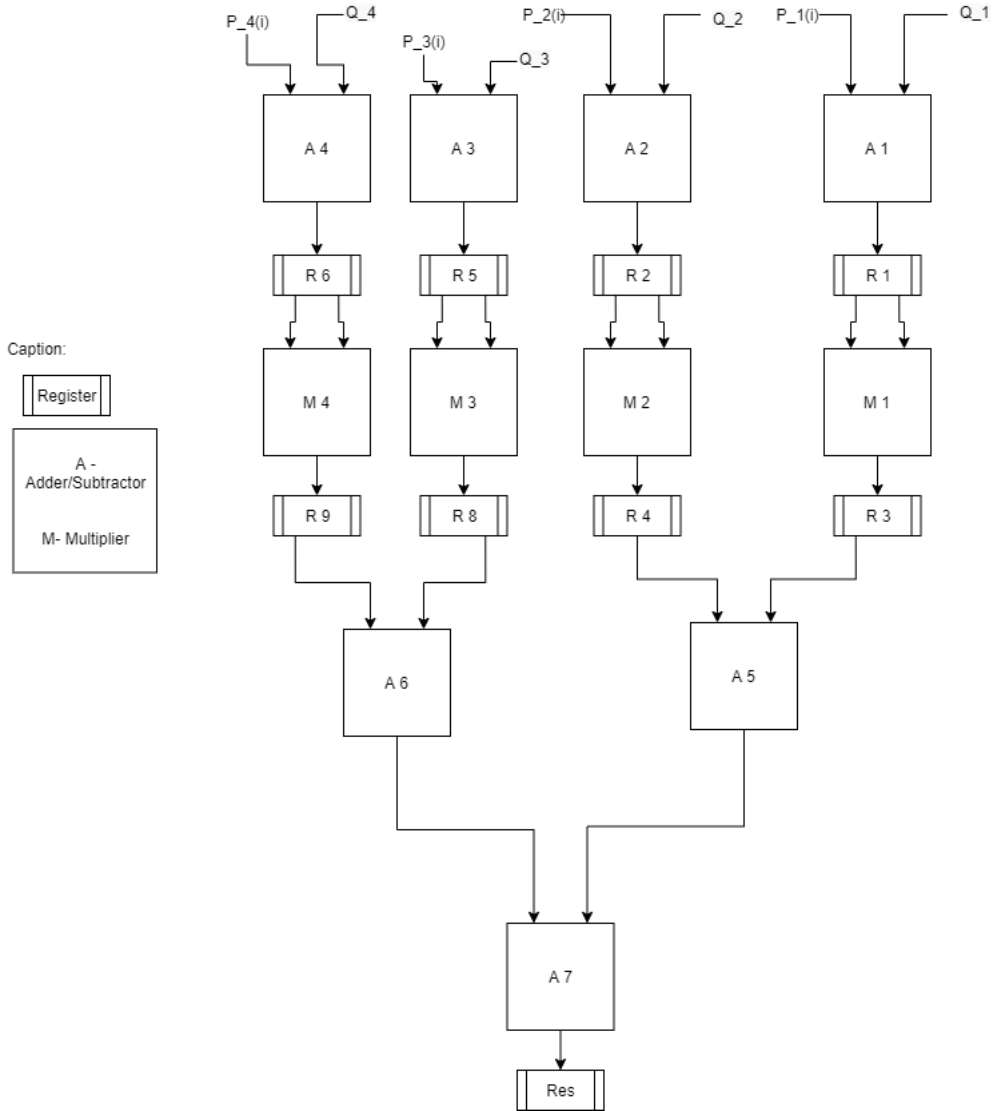 P_4(i)
Q_4
P_3(i)
Q_3
P_2(i)
Q_2
P_1(i)
Q_1
A 4
A 3
A 2
A 1
R 6
R 5
R 2
R 1
Caption:
Register
A -
Adder/Subtractor
M- Multiplier
M 4
M 3
M 2
M 1
R 9
R 8
R 4
R 3
A 6
A 5
A 7
Res